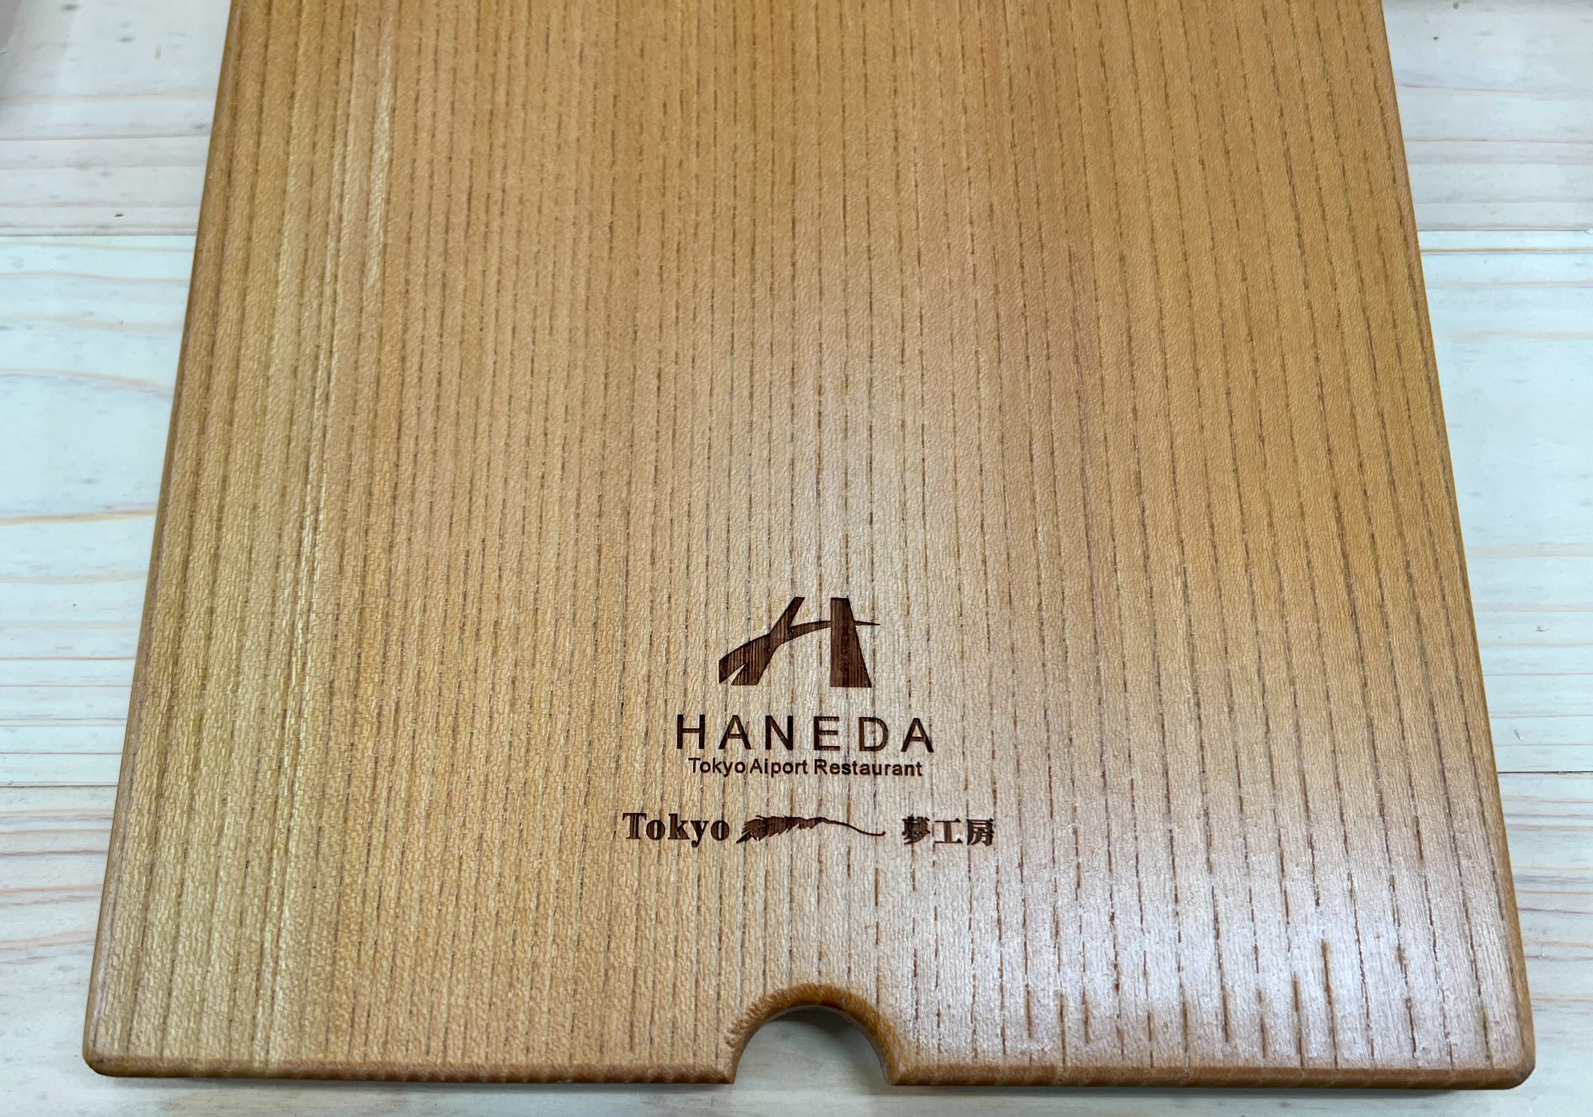 HANEDA
Tokyo Aiport Restaurant
Tokyo 夢工房